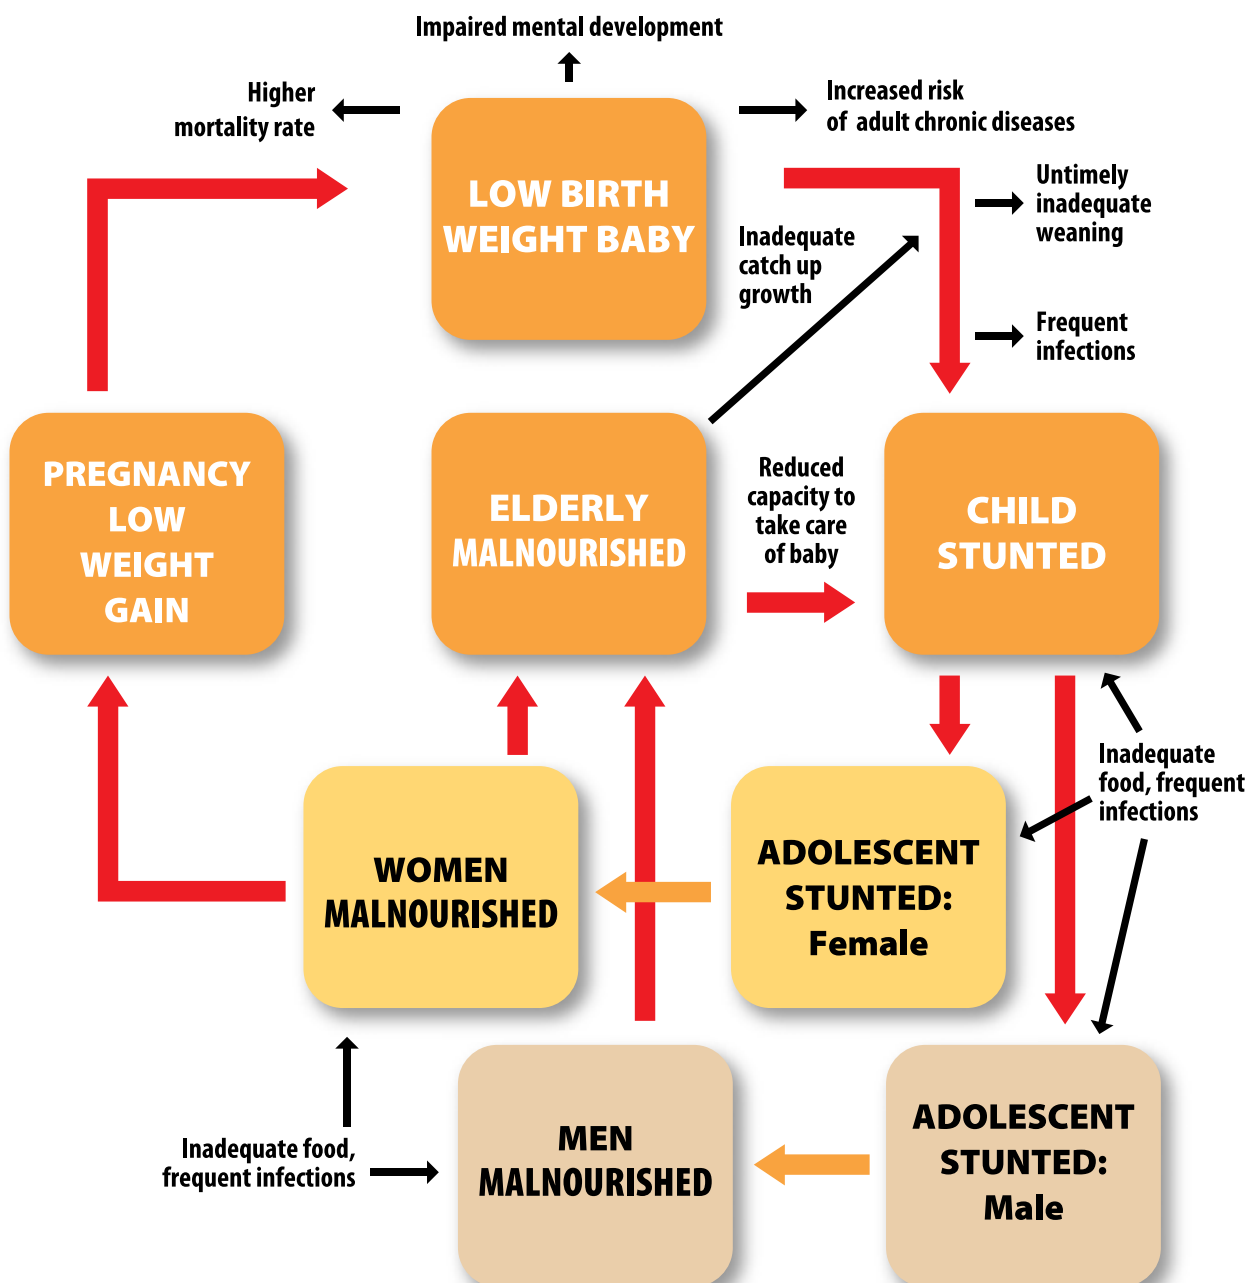 Impaired mental development
Higher
mortality rate
Increased risk
of adult chronic diseases
LOW BIRTH
WEIGHT BABY
Untimely
inadequate
weaning
Inadequate
catch up
growth
Frequent
infections
PREGNANCY
LOW
WEIGHT
GAIN
ELDERLY
MALNOURISHED
Reduced
capacity to
take care
of baby
CHILD
STUNTED
Inadequate
food, frequent
infections
WOMEN
MALNOURISHED
ADOLESCENT
STUNTED:
Female
Inadequate food,
frequent infections
MEN
MALNOURISHED
ADOLESCENT
STUNTED:
Male